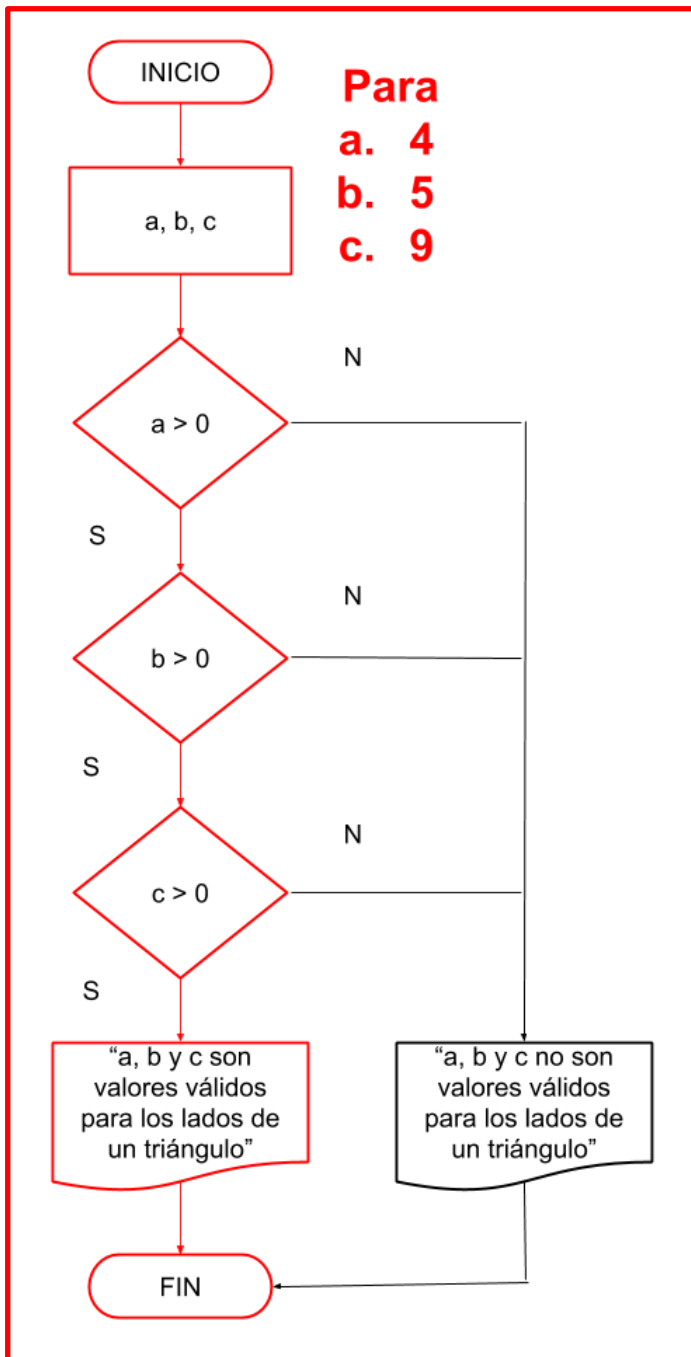 INICIO
Para
a. 4
b. 5
c. 9
a, b, c
N
a > 0
S
N
b > 0
S
N
c > 0
S
“a, b y c son
valores válidos
para los lados de
un triángulo”
“a, b y c no son
valores válidos
para los lados de
un triángulo”
FIN